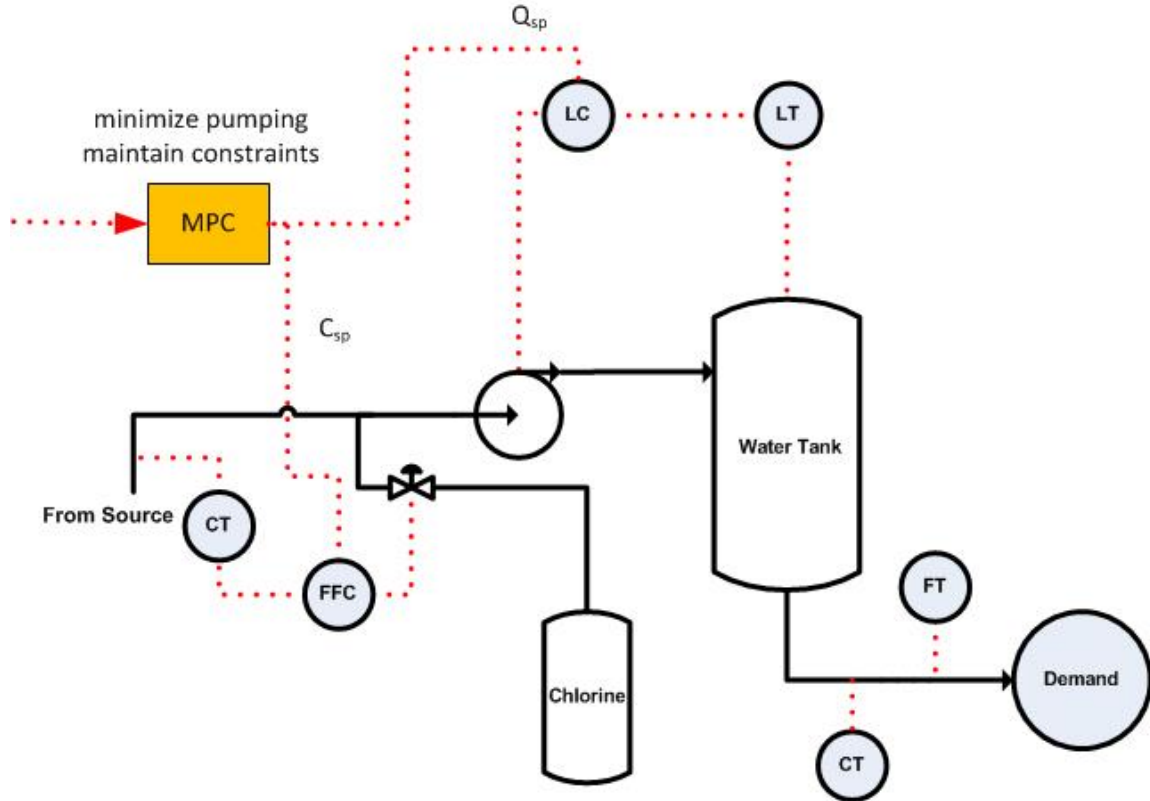 Qsp
LC
LT
minimize pumping
maintain constraints
MPC
Csp
Water Tank
From Source
CT
FFC
FT
Chlorine
Demand
CT